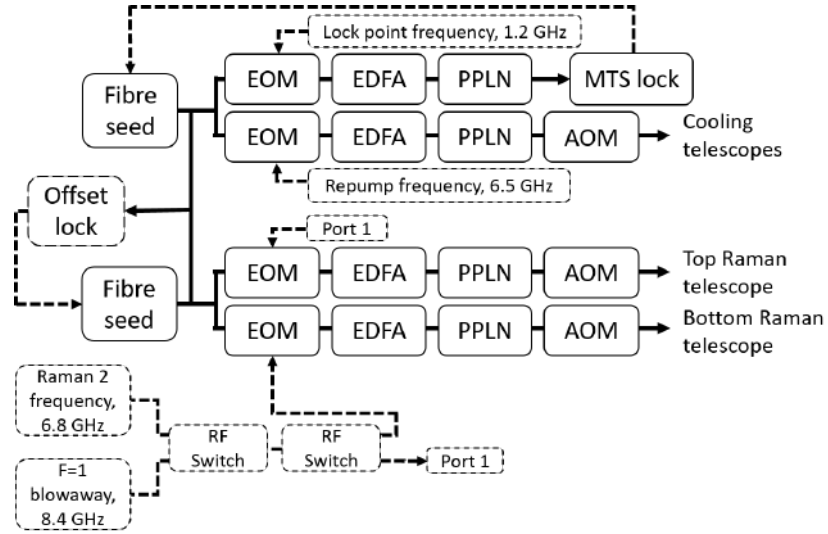 Lock point frequency, 1.2 GHz
Fibre
seed
EOM
EDFA
PPLN
MTS lock
EOM
EDFA
PPLN
AOM
Cooling
telescopes
Repump frequency, 6.5 GHz
Offset
lock
Port 1
Fibre
seed
EOM
EDFA
PPLN
AOM
Top Raman
telescope
EOM
EDFA
PPLN
AOM
Bottom Raman
telescope
Raman 2
frequency,
6.8 GHz
RF
Switch
RF
Switch
Port 1
F=1
blowaway,
8.4 GHz